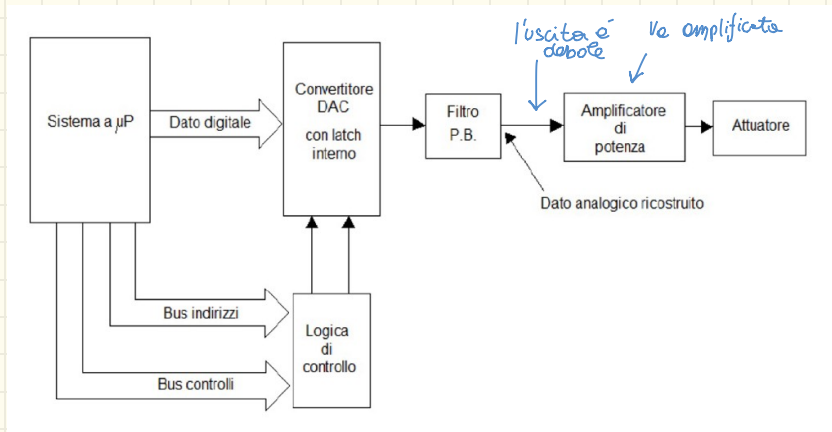 l'uscita è
debole
va amplificata
Sistema a µP
Dato digitale
Convertitore
DAC
con latch
interno
Filtro
P.B.
Amplificatore
di
potenza
Attuatore
Dato analogico ricostruito
Bus indirizzi
Bus controlli
Logica
di
controllo